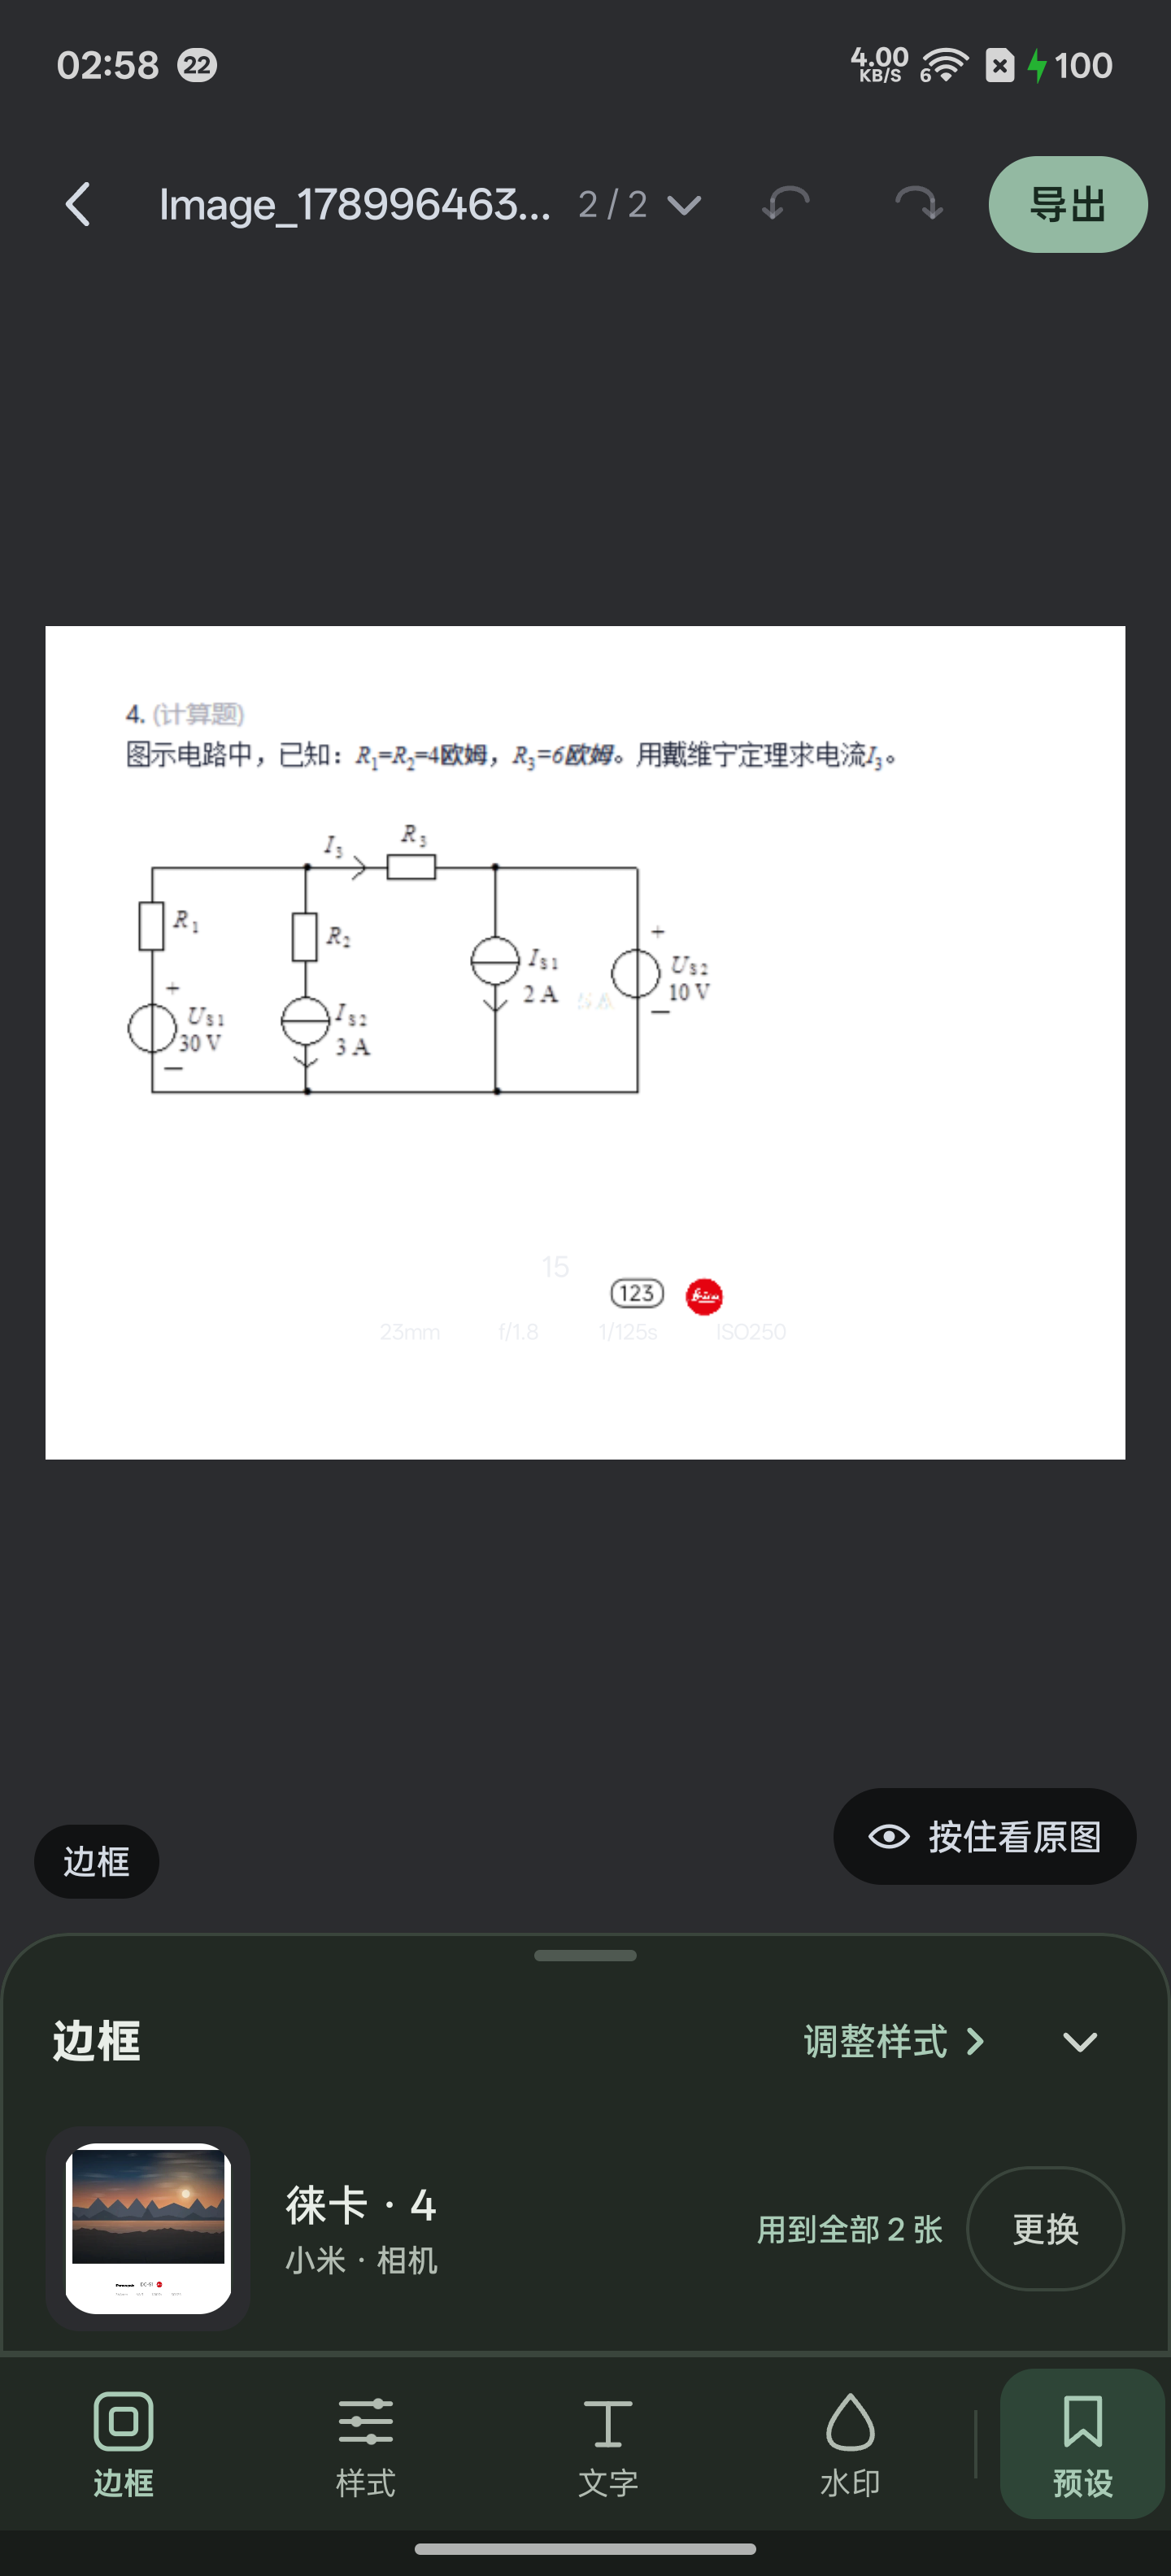 02:58 22 4.00 KB/S 6 100
Image_178996463... 2 / 2 导出
4. (计算题)
图示电路中，已知：R1=R2=4欧姆，R3=6欧姆。用戴维宁定理求电流I3。
I3 R3
R1 R2
+ IS1 + US2
2 A 10 V
US1 IS2
30 V 3 A
—
—
15
123 Leica
23mm f/1.8 1/125s ISO250
按住看原图
边框
边框 调整样式
徕卡 · 4
小米 · 相机
用到全部 2 张 更换
边框 样式 文字 水印 预设